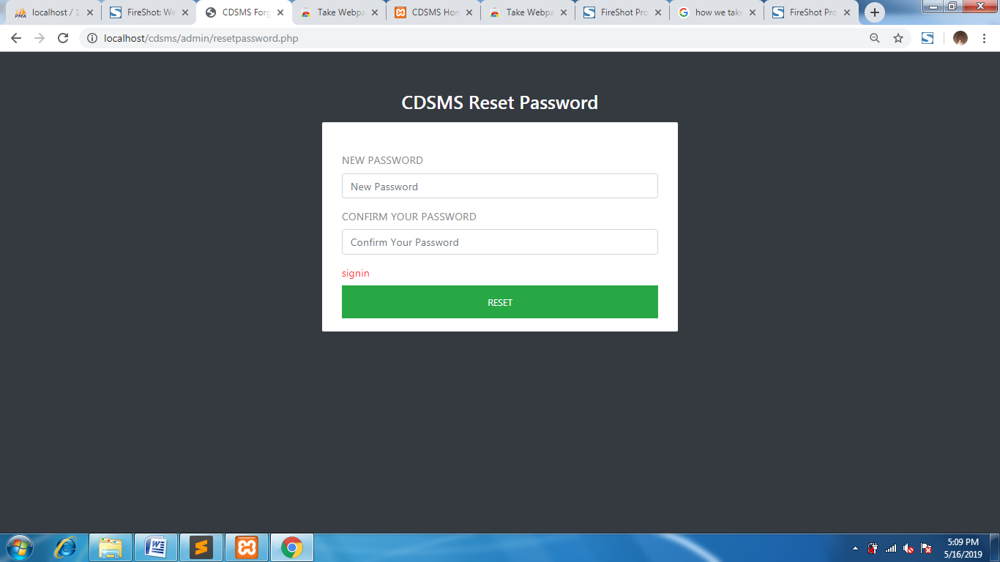 localhost / 1
FireShot: We
CDSMS Forg
Take Webpa
CDSMS Hon
Take Webpa
FireShot Pro
how we take
FireShot Pro
localhost/cdsms/admin/resetpassword.php
CDSMS Reset Password
NEW PASSWORD
New Password
CONFIRM YOUR PASSWORD
Confirm Your Password
signin
RESET
5:09 PM
5/16/2019